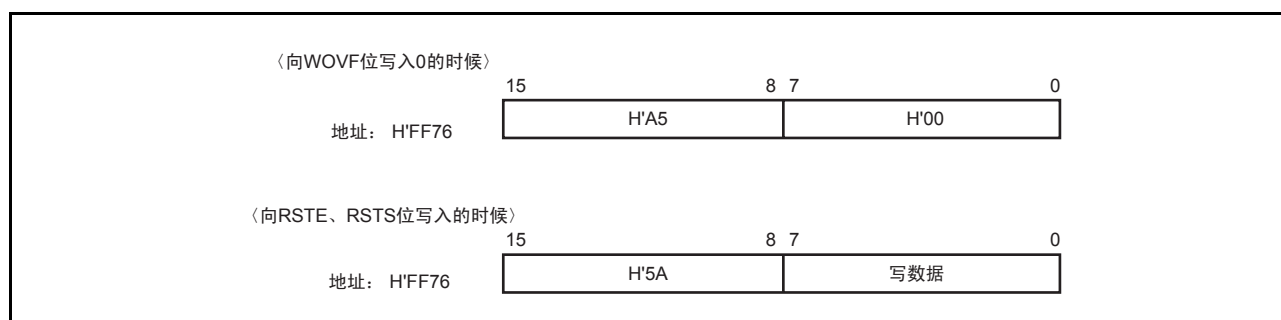 〈向WOVF位写入0的时候〉
15 8 7 0
地址： H'FF76 H'A5 H'00
〈向RSTE、RSTS位写入的时候〉
15 8 7 0
地址： H'FF76 H'5A 写数据